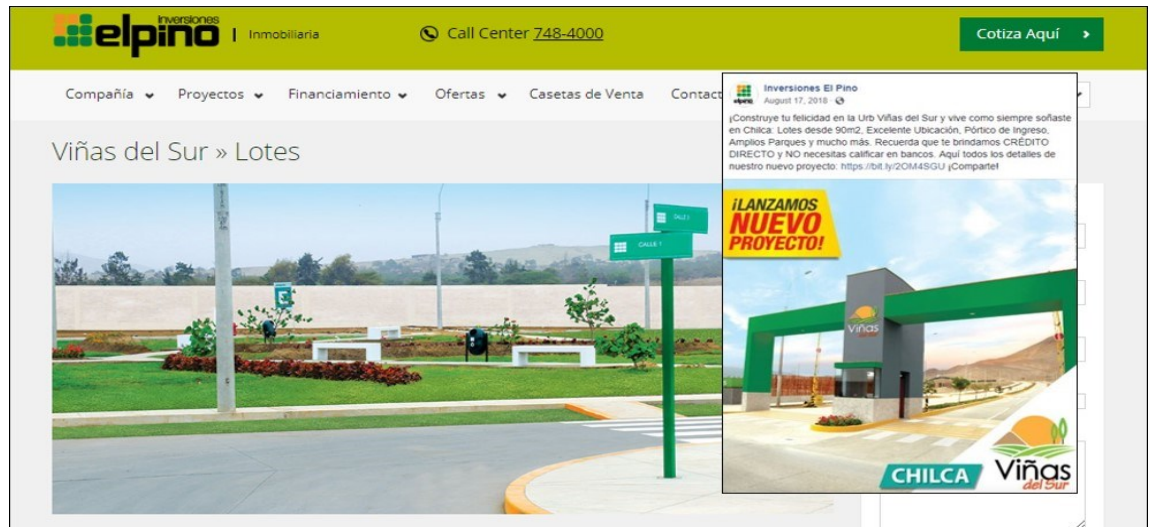 Inversiones
elpino | Inmobiliaria
Call Center 748-4000
Cotiza Aquí
Compañía
Proyectos
Financiamiento
Ofertas
Casetas de Venta
Contact
Viñas del Sur » Lotes
CALLE 1
Inversiones El Pino
August 17, 2018 ·
¡Construye tu felicidad en la Urb Viñas del Sur y vive como siempre soñaste
en Chilca: Lotes desde 90m2, Excelente Ubicación, Pórtico de Ingreso,
Amplios Parques y mucho más. Recuerda que te brindamos CRÉDITO
DIRECTO y NO necesitas calificar en bancos. Aquí todos los detalles de
nuestro nuevo proyecto: https://bit.ly/2OM4SGU ¡Comparte!
¡LANZAMOS
NUEVO
PROYECTO!
Viñas
CHILCA
Viñas
del Sur